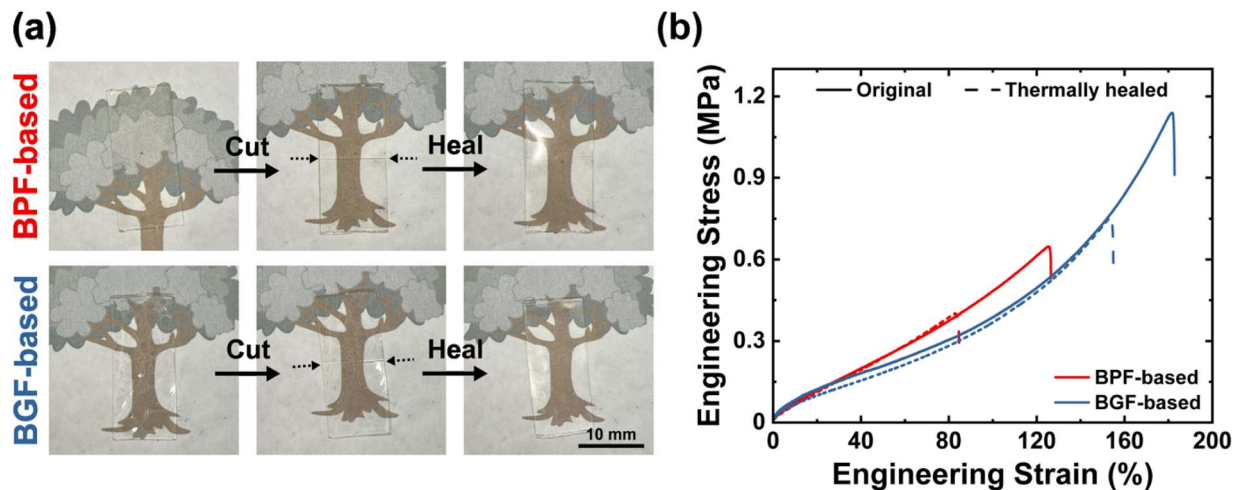 (a)
BPF-based
Cut
Heal
BGF-based
Cut
Heal
10 mm
(b)
Engineering Stress (MPa)
1.2
0.9
0.6
0.3
0
Original
Thermally healed
BPF-based
BGF-based
0 40 80 120 160 200
Engineering Strain (%)